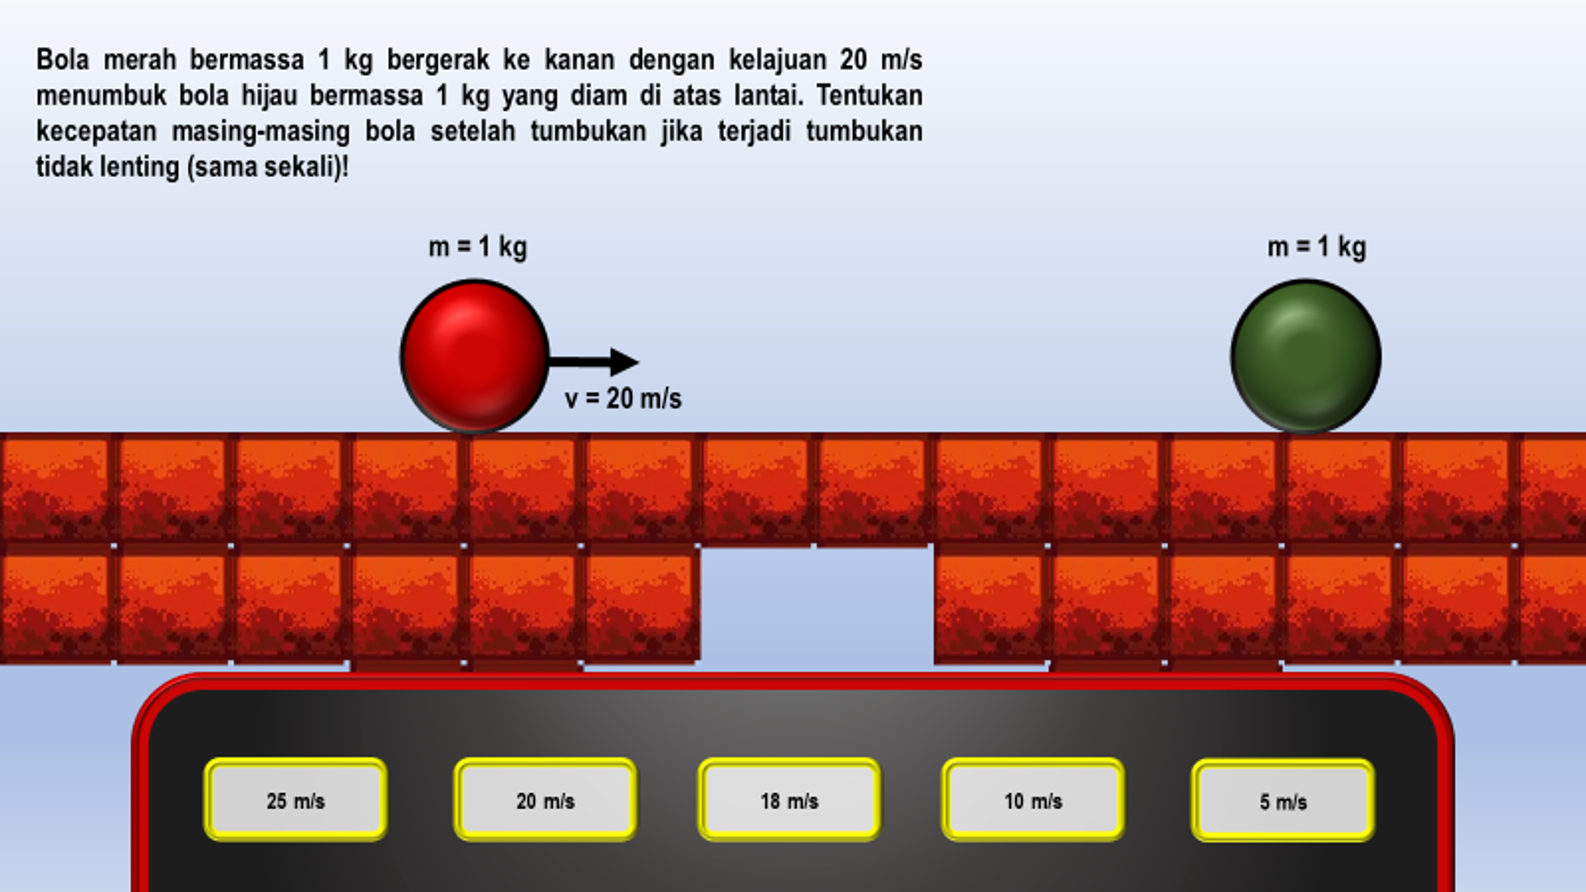 Bola merah bermassa 1 kg bergerak ke kanan dengan kelajuan 20 m/s
menumbuk bola hijau bermassa 1 kg yang diam di atas lantai. Tentukan
kecepatan masing-masing bola setelah tumbukan jika terjadi tumbukan
tidak lenting (sama sekali)!
m = 1 kg
m = 1 kg
v = 20 m/s
25 m/s
20 m/s
18 m/s
10 m/s
5 m/s